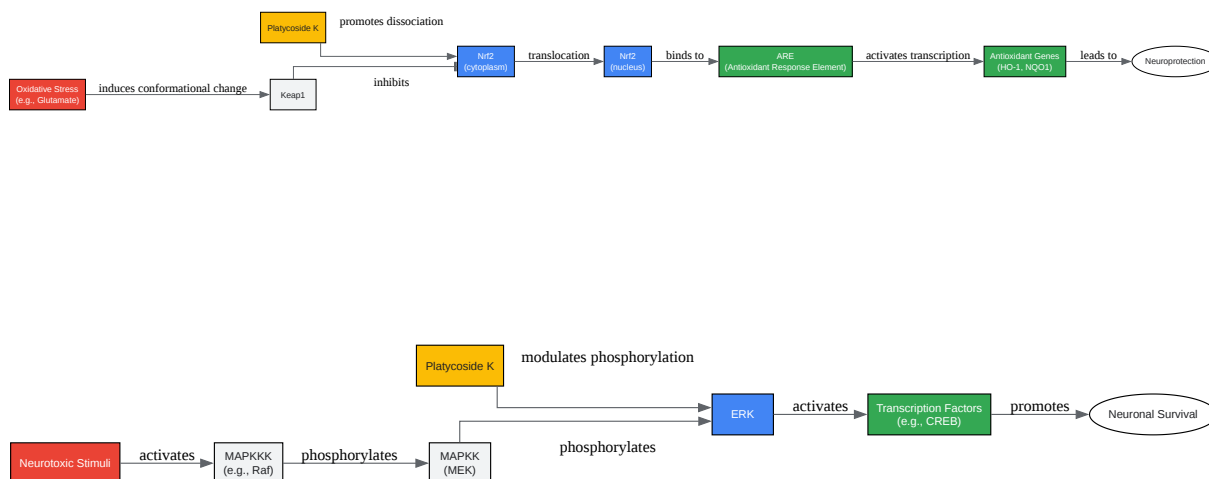 Platycoside K
promotes dissociation
Nrf2
(cytoplasm)
translocation
Nrf2
(nucleus)
binds to
ARE
(Antioxidant Response Element)
activates transcription
Antioxidant Genes
(HO-1, NQO1)
leads to
Neuroprotection
Oxidative Stress
(e.g., Glutamate)
induces conformational change
Keap1
inhibits
Platycoside K
modulates phosphorylation
ERK
activates
Transcription Factors
(e.g., CREB)
promotes
Neuronal Survival
Neurotoxic Stimuli
activates
MAPKKK
(e.g., Raf)
phosphorylates
MAPKK
(MEK)
phosphorylates